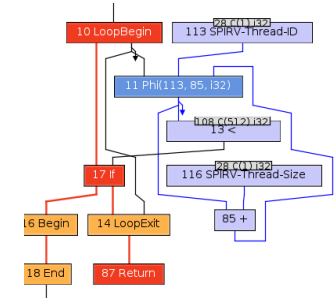 28 C(1) i32
10 LoopBegin
113 SPIRV-Thread-ID
11 Phi(113, 85, i32)
108 C(512) i32
13 <
28 C(1) i32
17 If
116 SPIRV-Thread-Size
16 Begin
14 LoopExit
85 +
18 End
87 Return